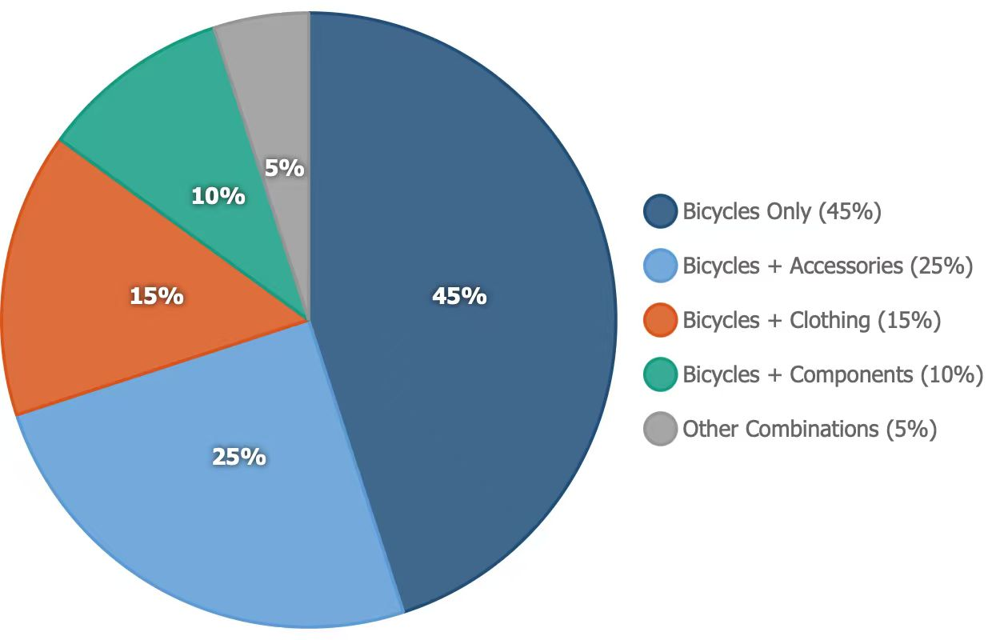 5%
10%
15%
45%
25%
Bicycles Only (45%)
Bicycles + Accessories (25%)
Bicycles + Clothing (15%)
Bicycles + Components (10%)
Other Combinations (5%)